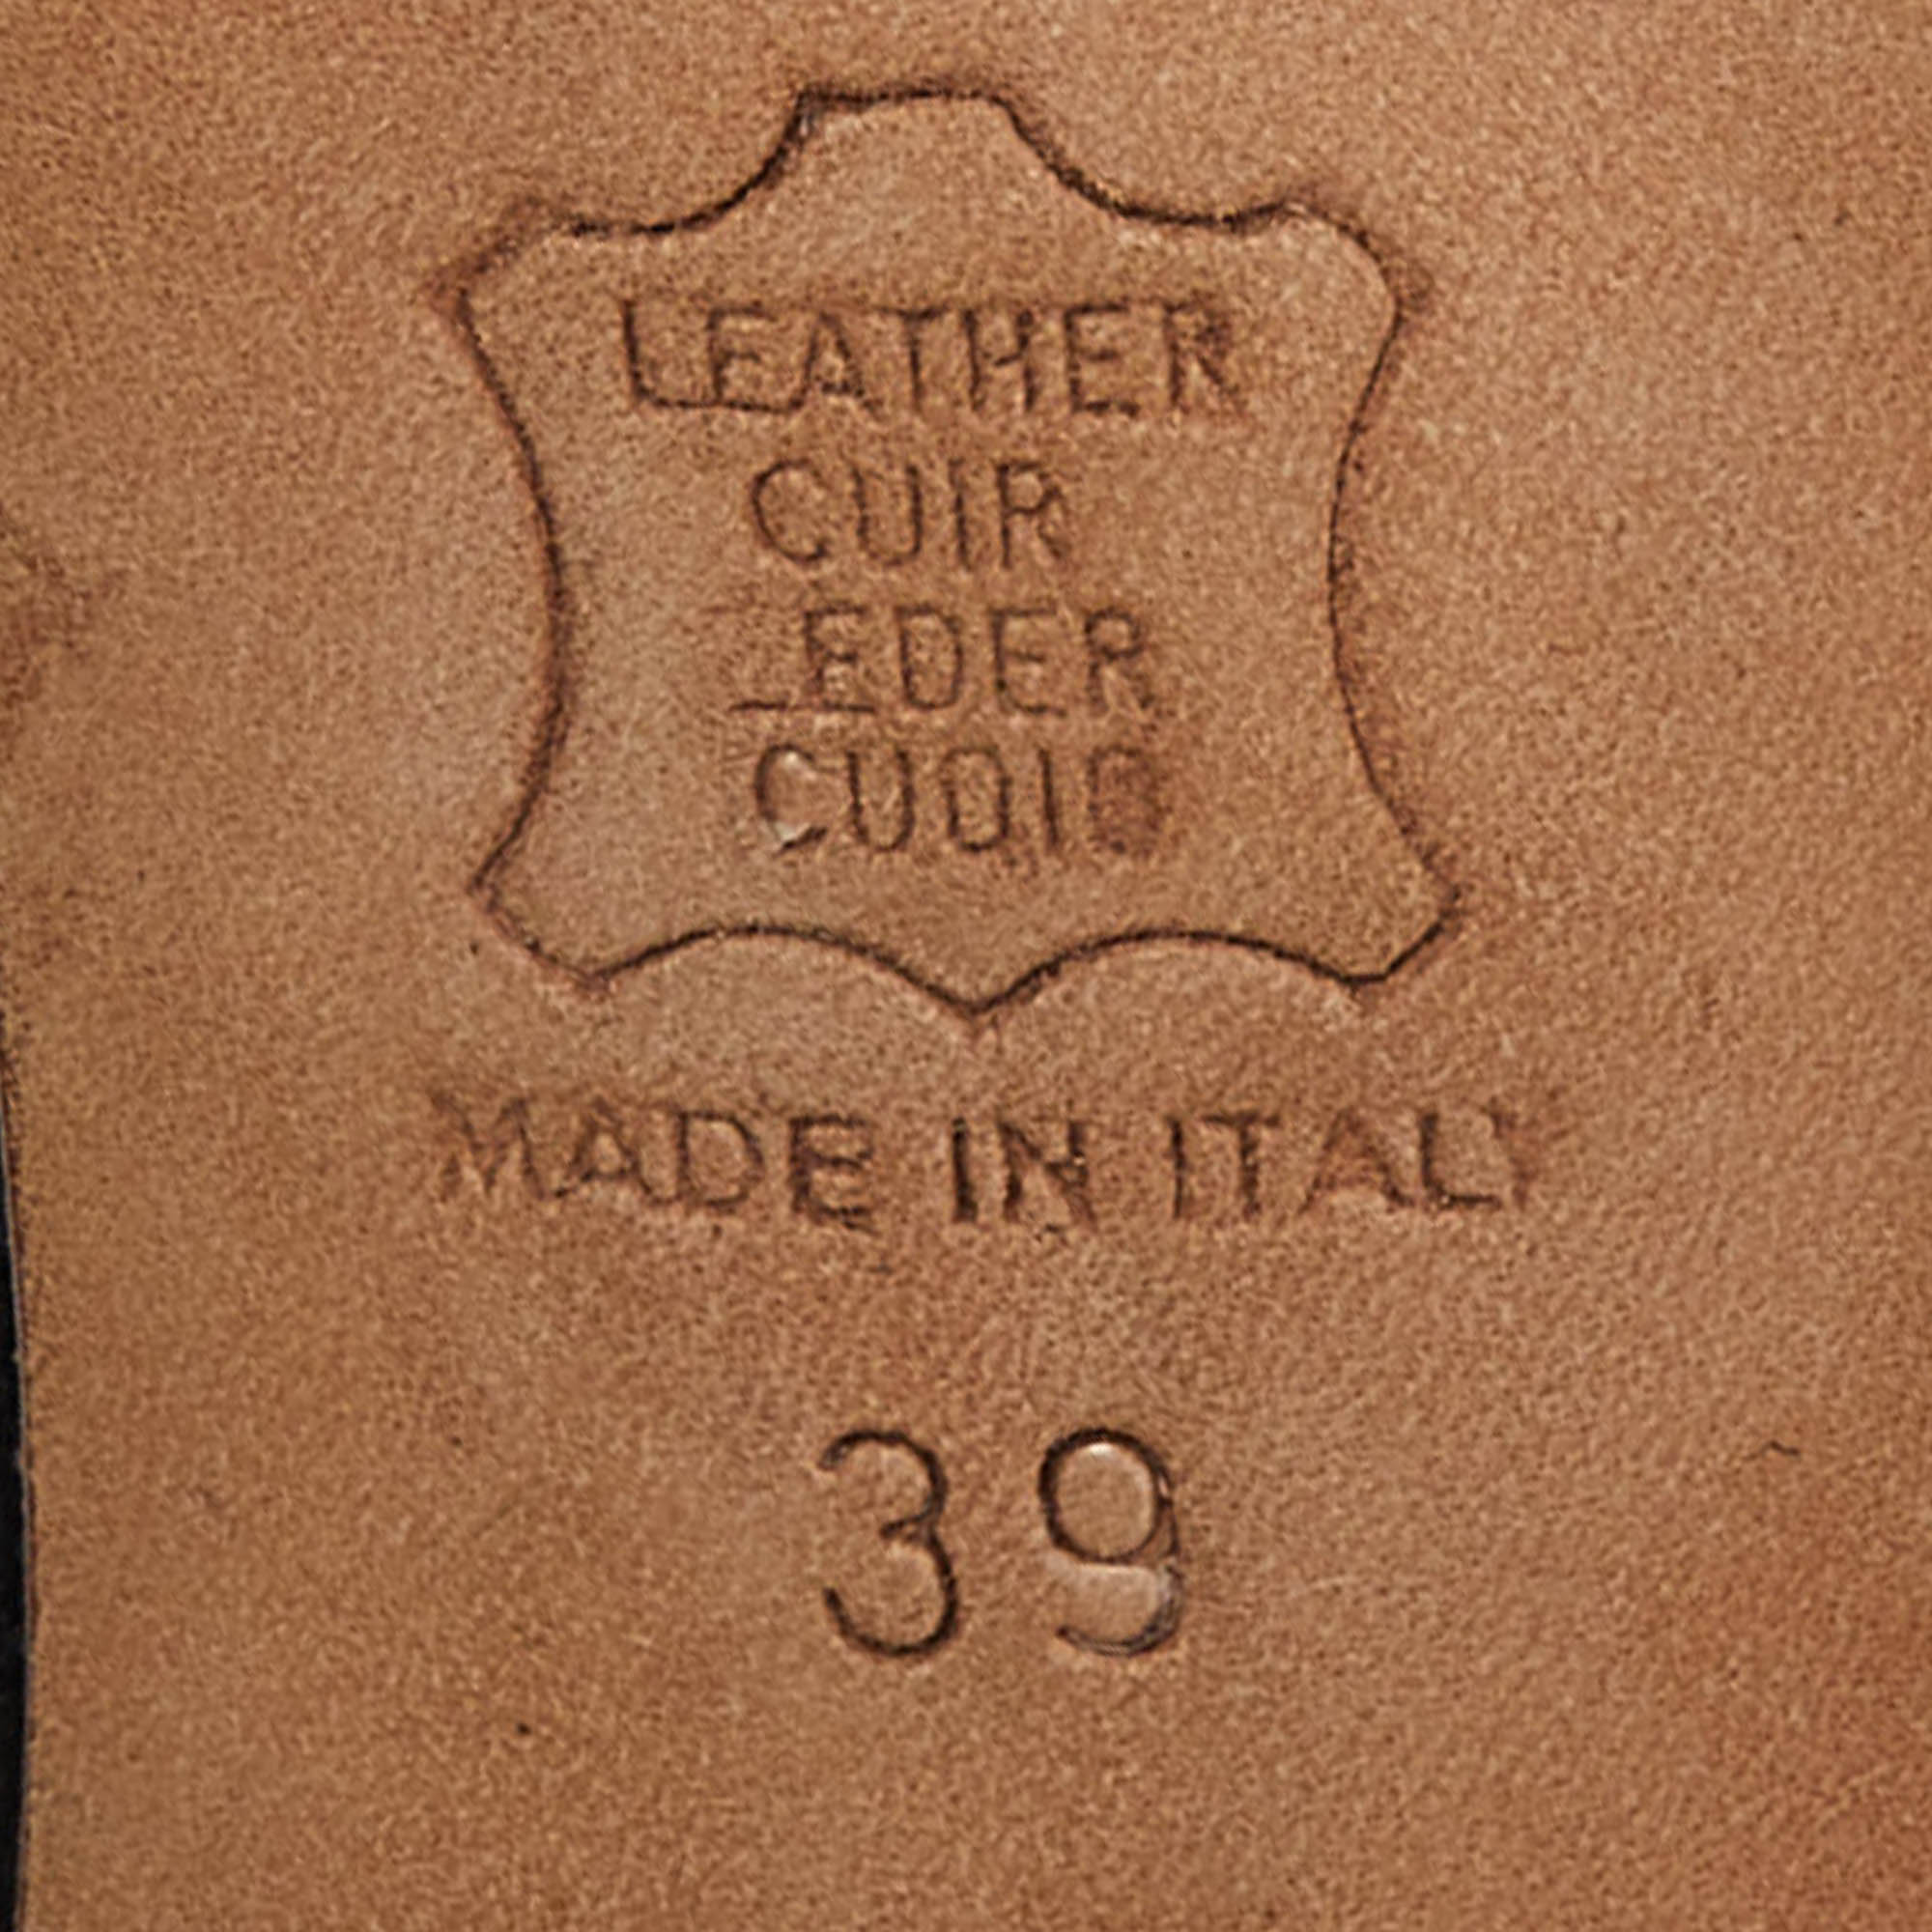 LEATHER
CUIR
LEDER
CUOIO
MADE IN ITALY
39